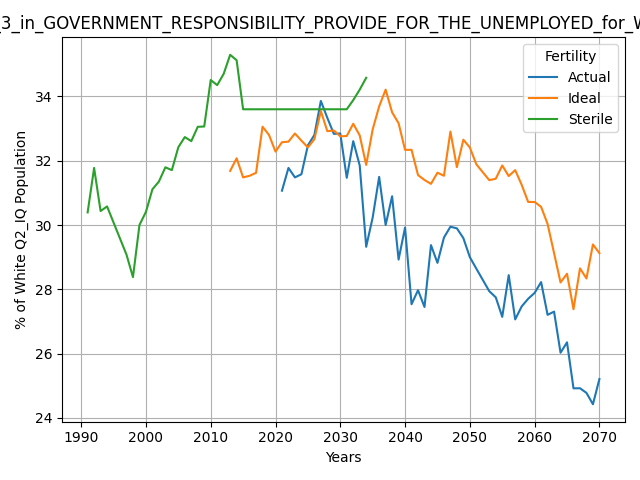 _3_in_GOVERNMENT_RESPONSIBILITY_PROVIDE_FOR_THE_UNEMPLOYED_for_W
Fertility
Actual
Ideal
Sterile
% of White Q2_IQ Population
34
32
30
28
26
24
1990 2000 2010 2020 2030 2040 2050 2060 2070
Years